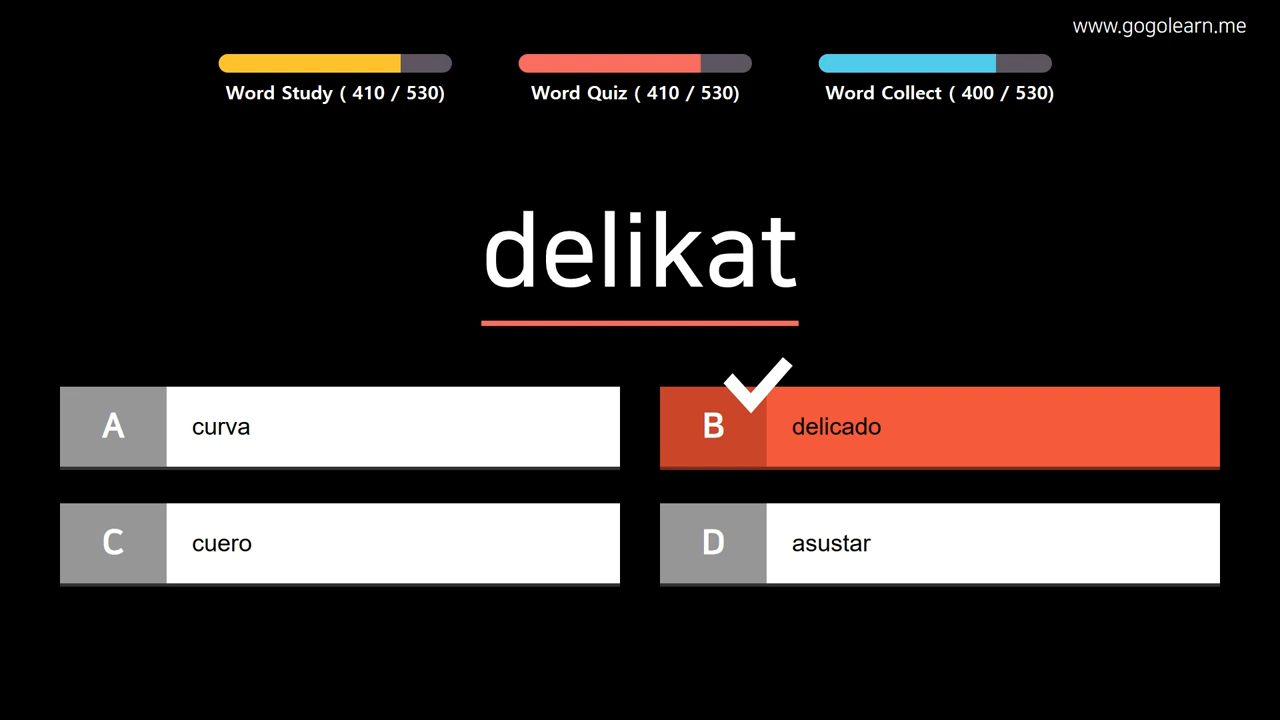 www.gogolearn.me
Word Study ( 410 / 530)
Word Quiz ( 410 / 530)
Word Collect ( 400 / 530)
delikat
A curva
B delicado
C cuero
D asustar